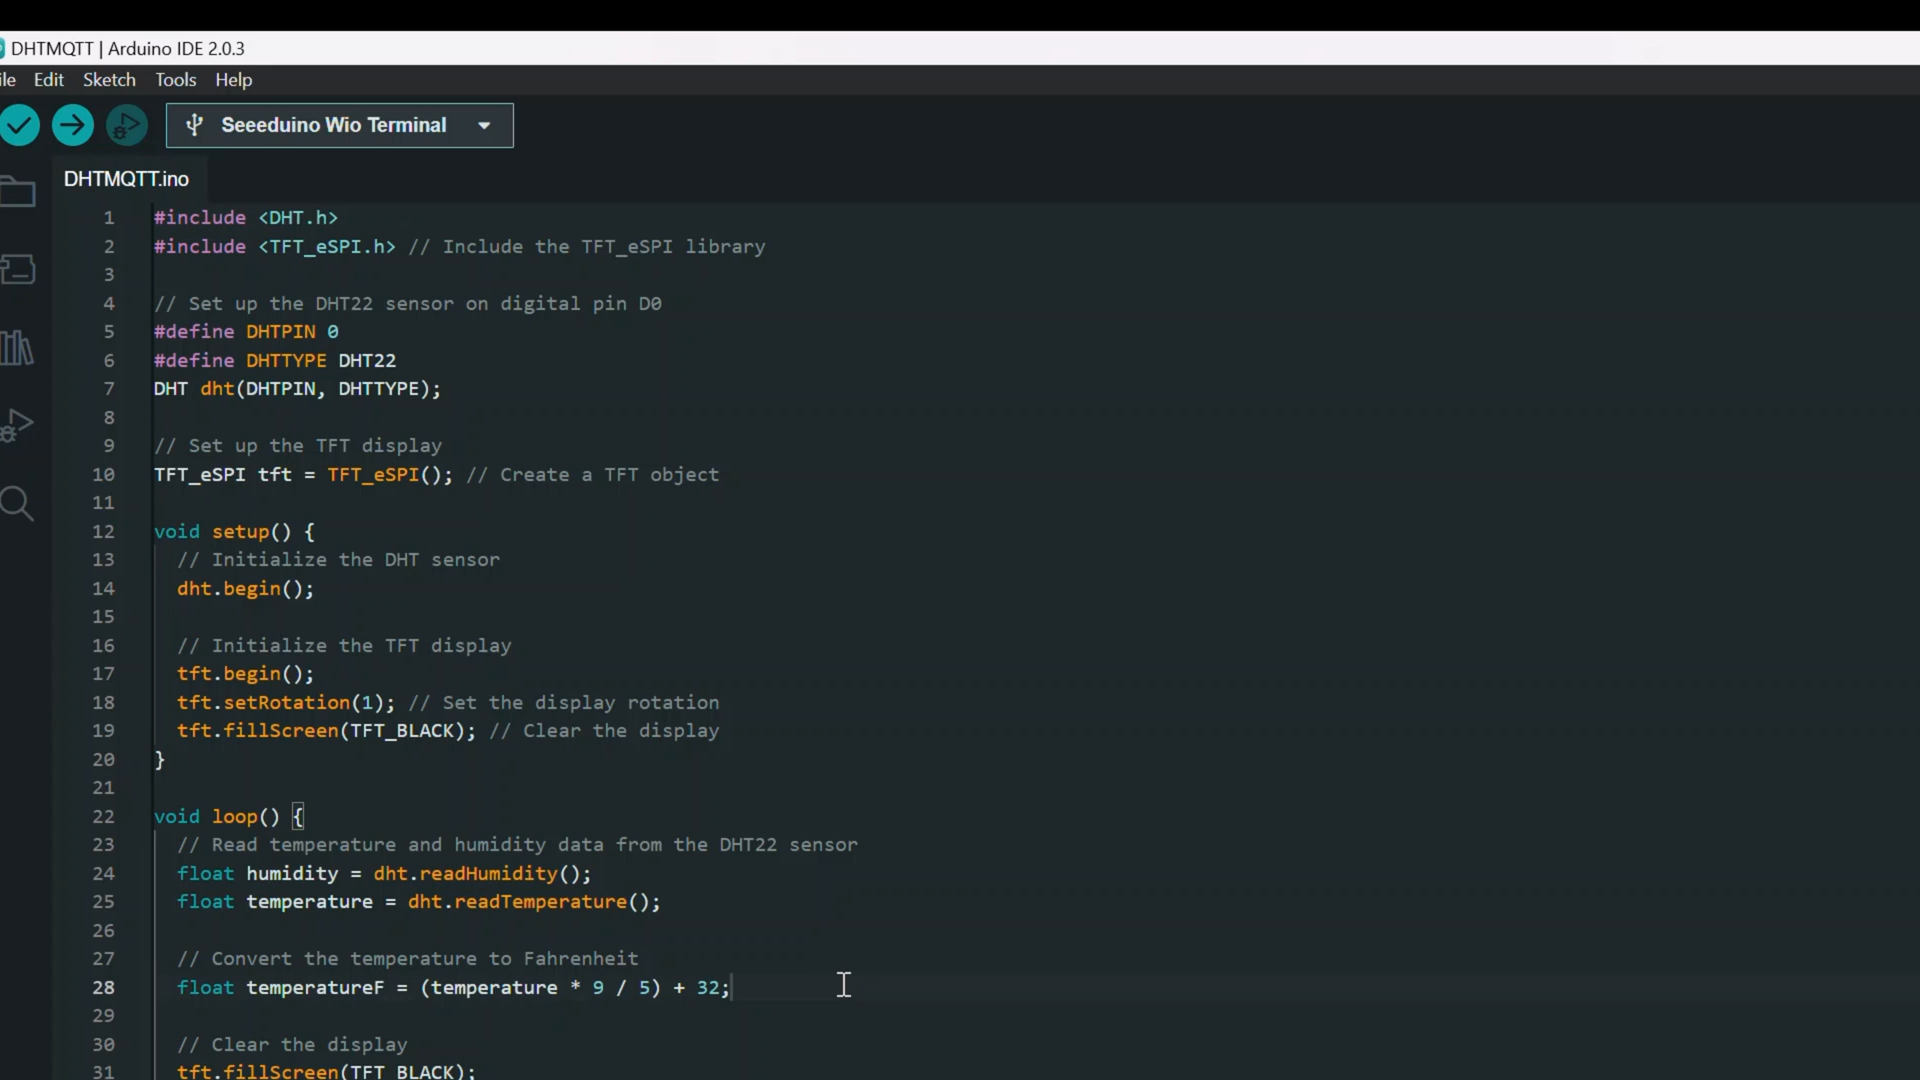 DHTMQTT | Arduino IDE 2.0.3
ile Edit Sketch Tools Help
Seeeduino Wio Terminal
DHTMQTT.ino
1 #include <DHT.h>
2 #include <TFT_eSPI.h> // Include the TFT_eSPI library
3
4 // Set up the DHT22 sensor on digital pin D0
5 #define DHTPIN 0
6 #define DHTTYPE DHT22
7 DHT dht(DHTPIN, DHTTYPE);
8
9 // Set up the TFT display
10 TFT_eSPI tft = TFT_eSPI(); // Create a TFT object
11
12 void setup() {
13 // Initialize the DHT sensor
14 dht.begin();
15
16 // Initialize the TFT display
17 tft.begin();
18 tft.setRotation(1); // Set the display rotation
19 tft.fillScreen(TFT_BLACK); // Clear the display
20 }
21
22 void loop() {
23 // Read temperature and humidity data from the DHT22 sensor
24 float humidity = dht.readHumidity();
25 float temperature = dht.readTemperature();
26
27 // Convert the temperature to Fahrenheit
28 float temperatureF = (temperature * 9 / 5) + 32;
29
30 // Clear the display
31 tft.fillScreen(TFT_BLACK);